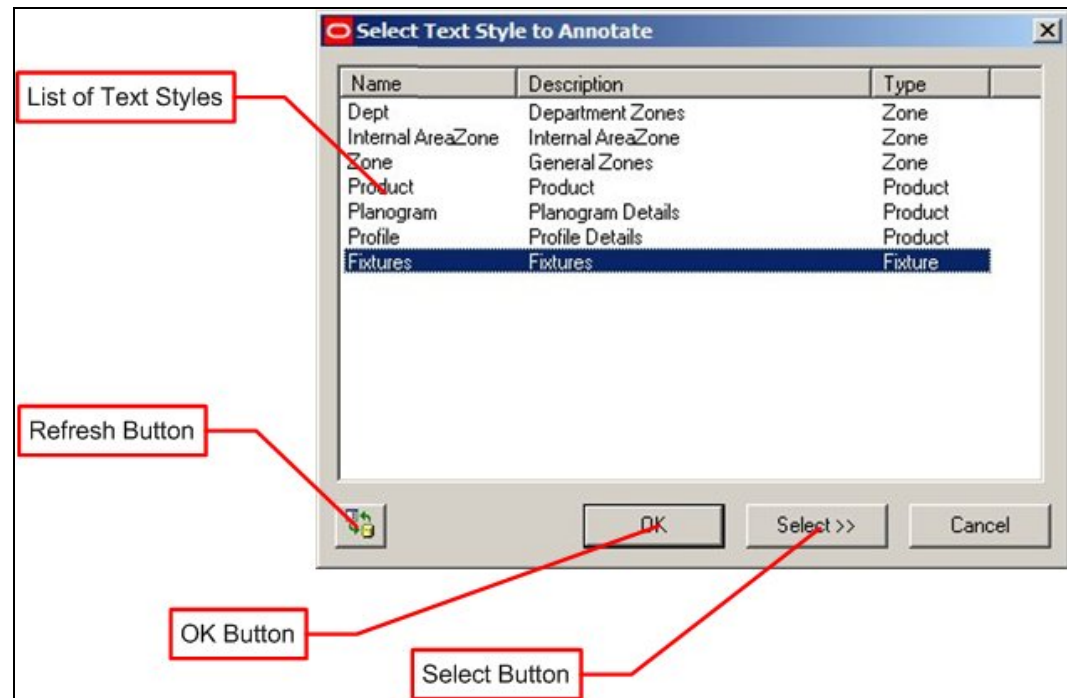 Select Text Style to Annotate
List of Text Styles
Name Description Type
Dept Department Zones Zone
Internal AreaZone Internal AreaZone Zone
Zone General Zones Zone
Product Product Product
Planogram Planogram Details Product
Profile Profile Details Product
Fixtures Fixtures Fixture
Refresh Button
OK Select >> Cancel
OK Button
Select Button